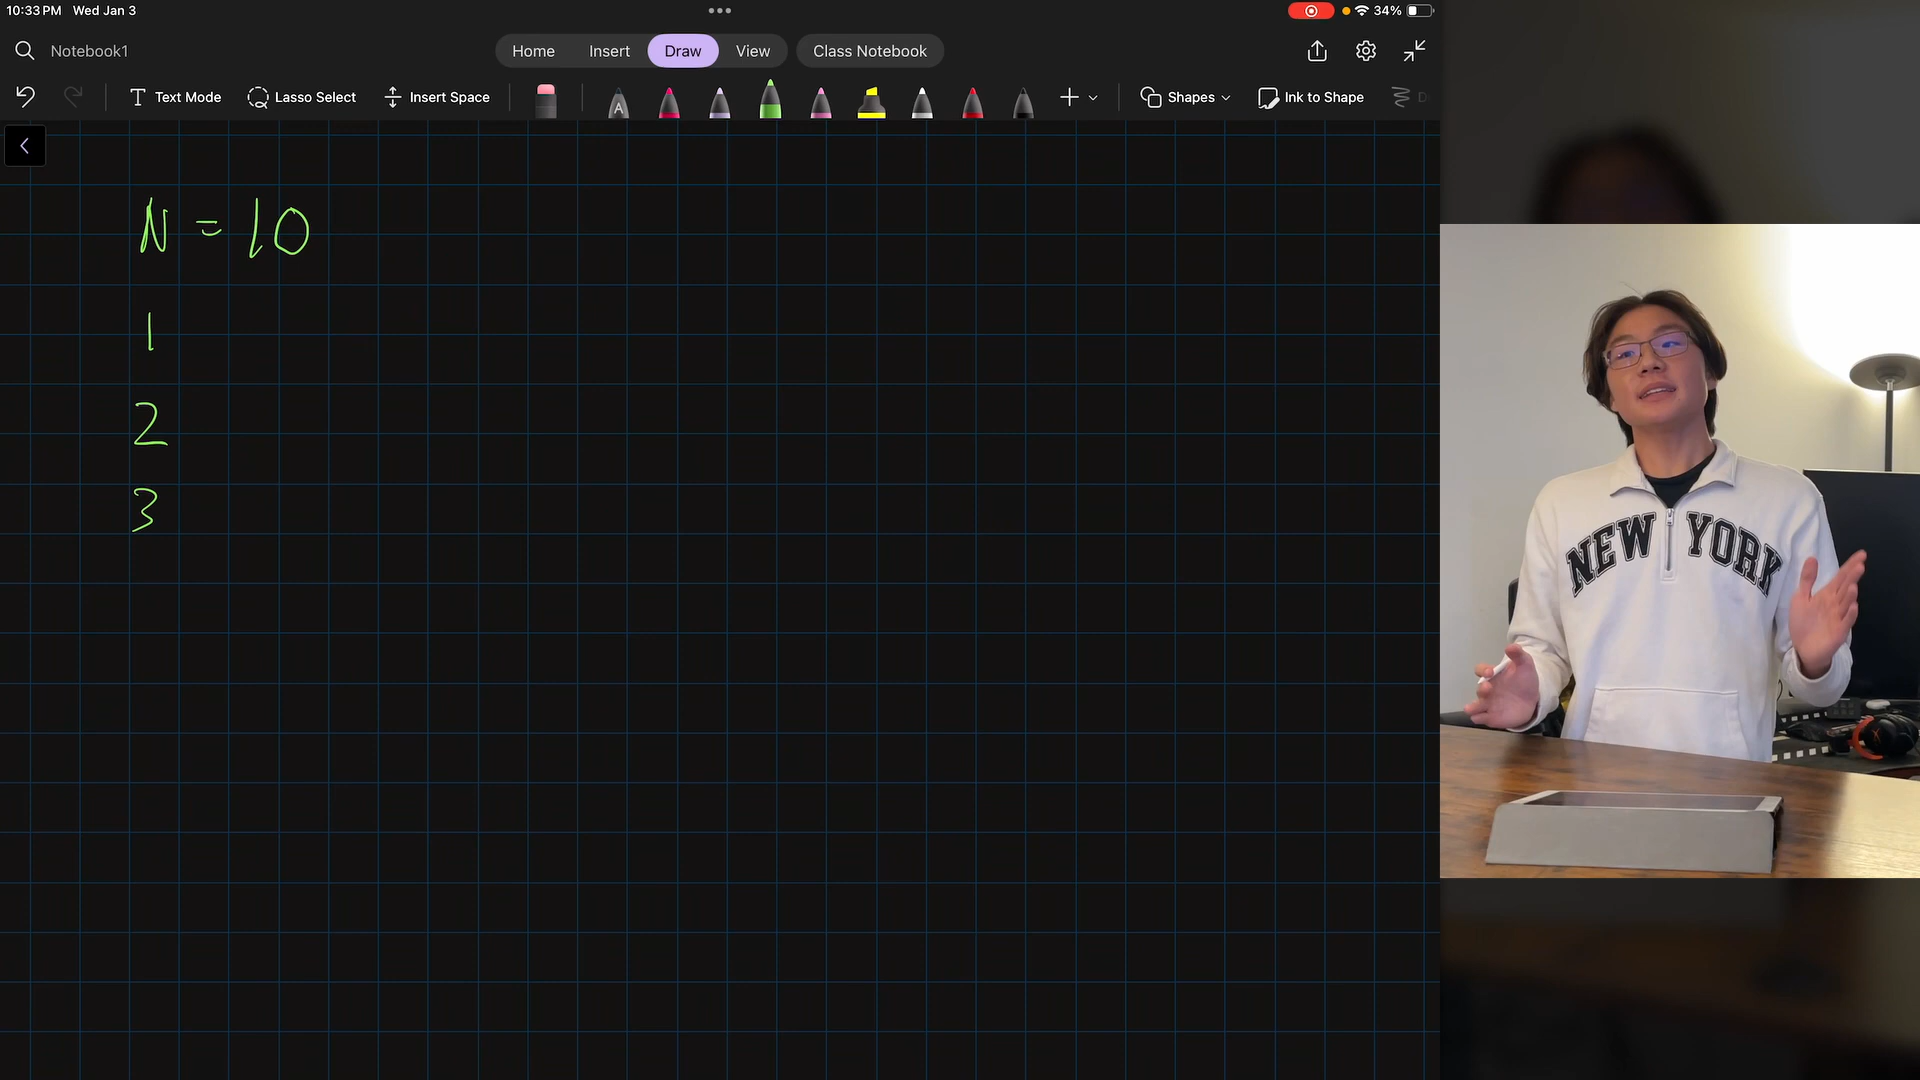 10:33 PM Wed Jan 3
34%
Notebook1
Home Insert Draw View Class Notebook
Text Mode Lasso Select Insert Space A Shapes Ink to Shape
N = 10
1
2
3
NEW YORK